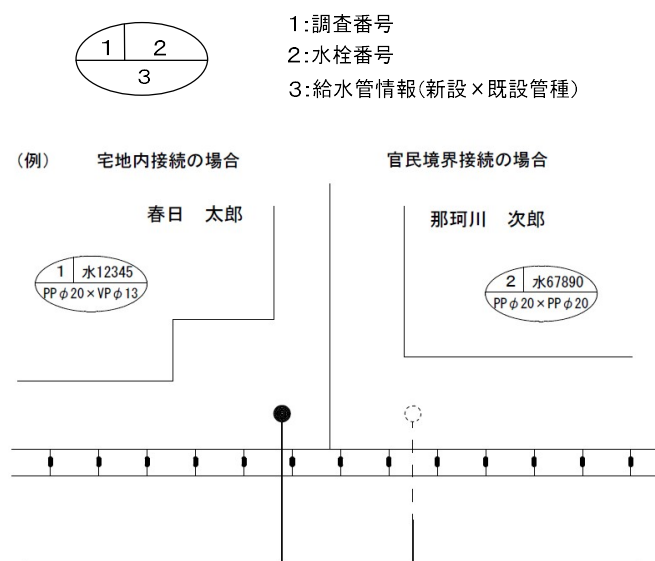 1 2
3
1:調査番号
2:水栓番号
3:給水管情報(新設×既設管種)
(例) 宅地内接続の場合
官民境界接続の場合
春日 太郎
那珂川 次郎
1 水12345
PPφ20×VPφ13
2 水67890
PPφ20×PPφ20